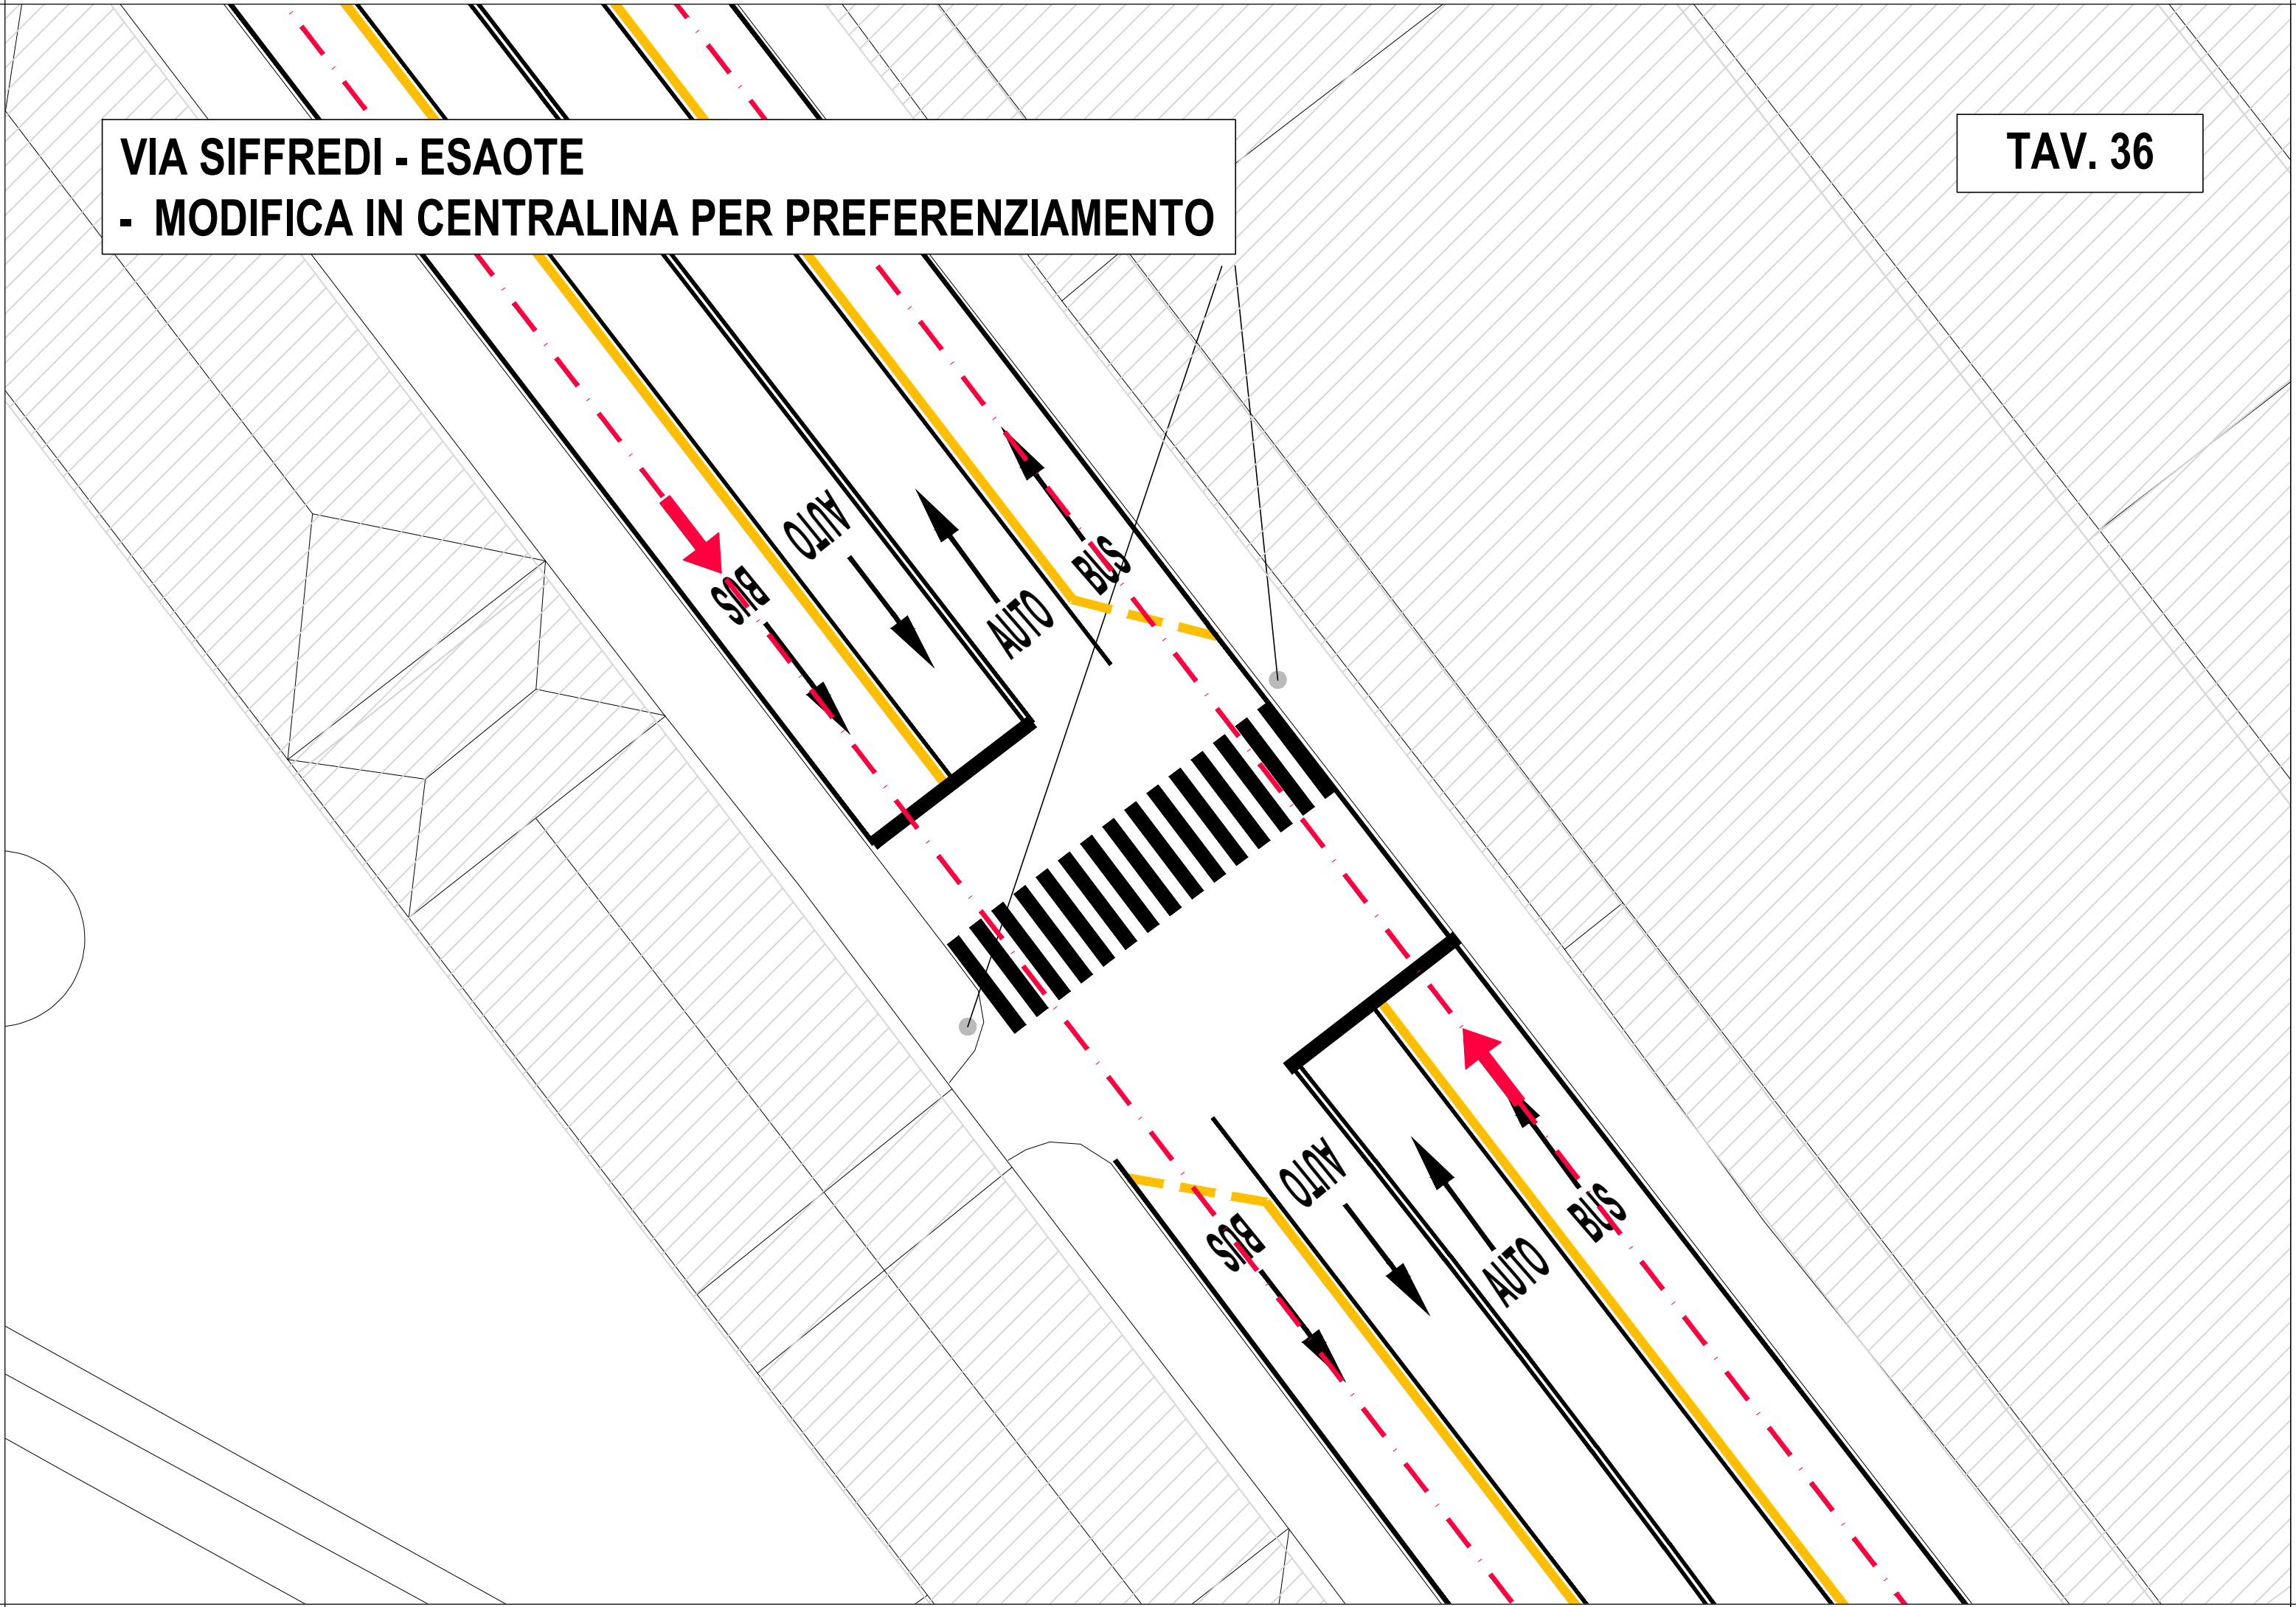 VIA SIFFREDI - ESAOTE
- MODIFICA IN CENTRALINA PER PREFERENZIAMENTO
TAV. 36
AUTO
BUS
BUS
AUTO
AUTO
BUS
BUS
AUTO